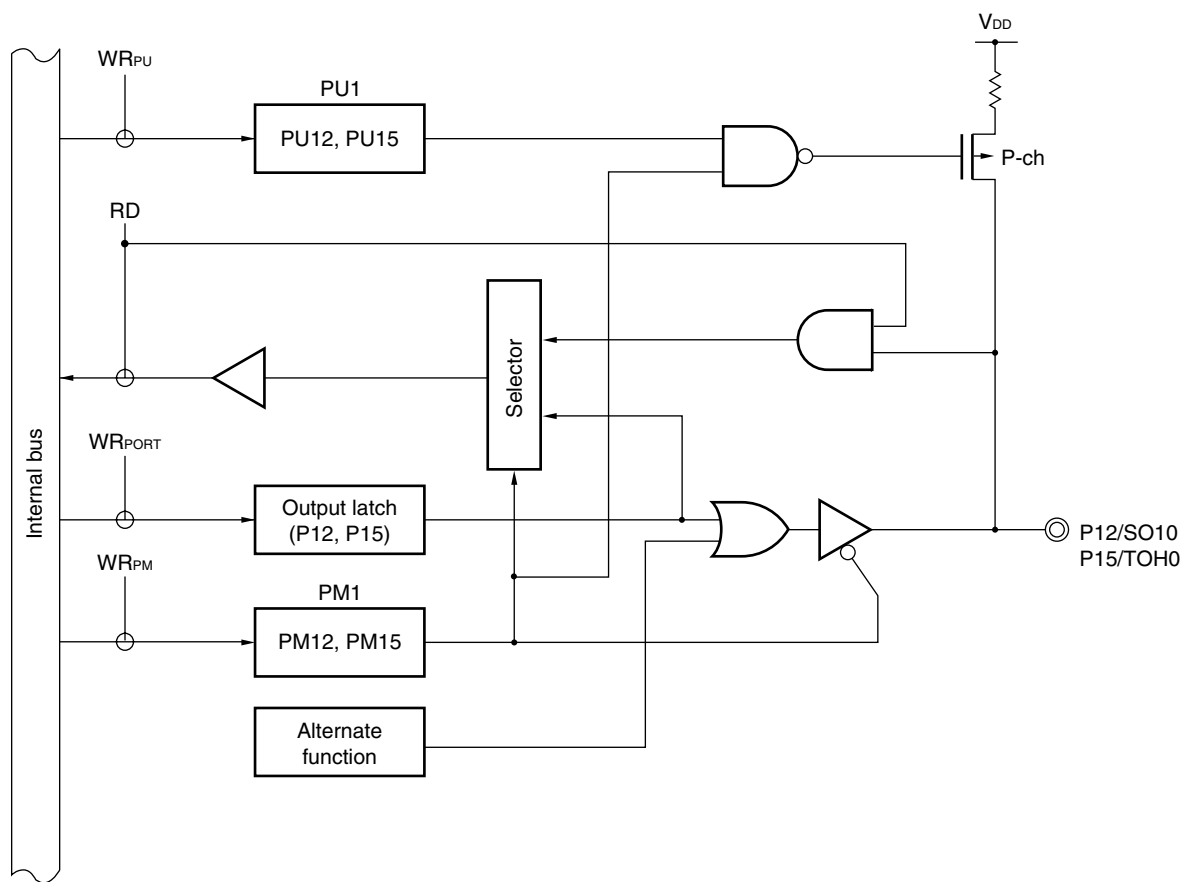 VDD
WRPU
PU1
PU12, PU15
P-ch
RD
Selector
Internal bus
WRPORT
Output latch
(P12, P15)
P12/SO10
P15/TOH0
WRPM
PM1
PM12, PM15
Alternate
function